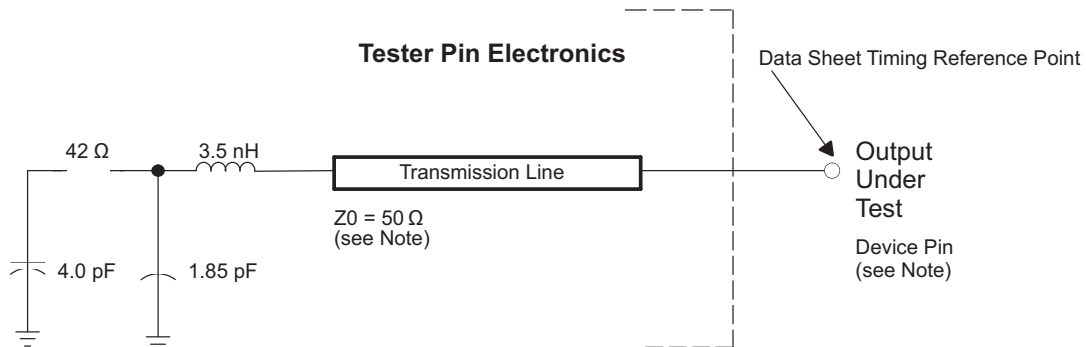 Tester Pin Electronics
Data Sheet Timing Reference Point
42 Ω
3.5 nH
Transmission Line
Output
Under
Test
Z0 = 50 Ω
(see Note)
Device Pin
(see Note)
4.0 pF
1.85 pF